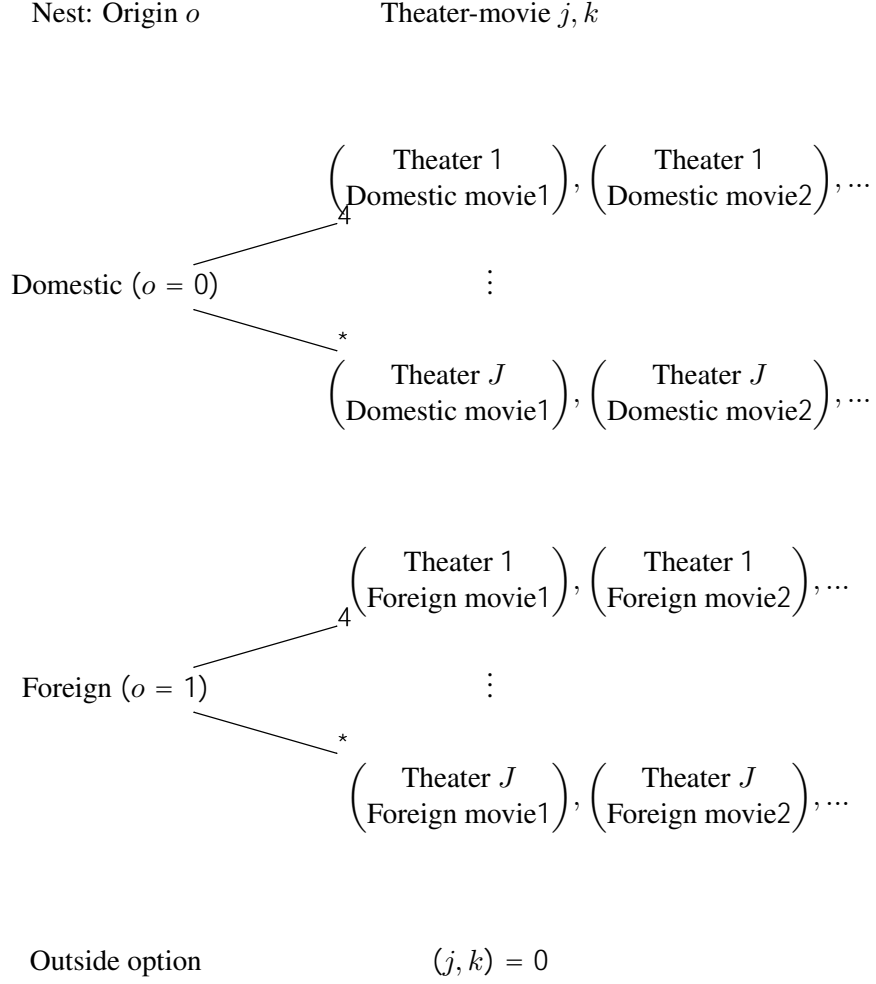 Nest: Origin o Theater-movie j, k
(Theater 1 Domestic movie1), (Theater 1 Domestic movie2), ...
4
Domestic (o = 0) ⋮
*
(Theater J Domestic movie1), (Theater J Domestic movie2), ...
(Theater 1 Foreign movie1), (Theater 1 Foreign movie2), ...
4
Foreign (o = 1) ⋮
*
(Theater J Foreign movie1), (Theater J Foreign movie2), ...
Outside option (j, k) = 0